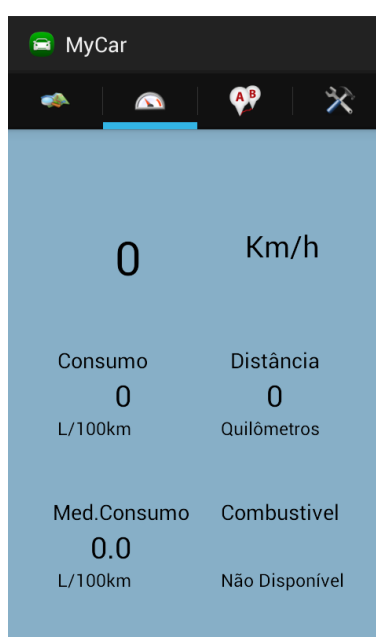 MyCar
A B
0 Km/h
Consumo Distância
0 0
L/100km Quilômetros
Med.Consumo Combustivel
0.0
L/100km Não Disponível